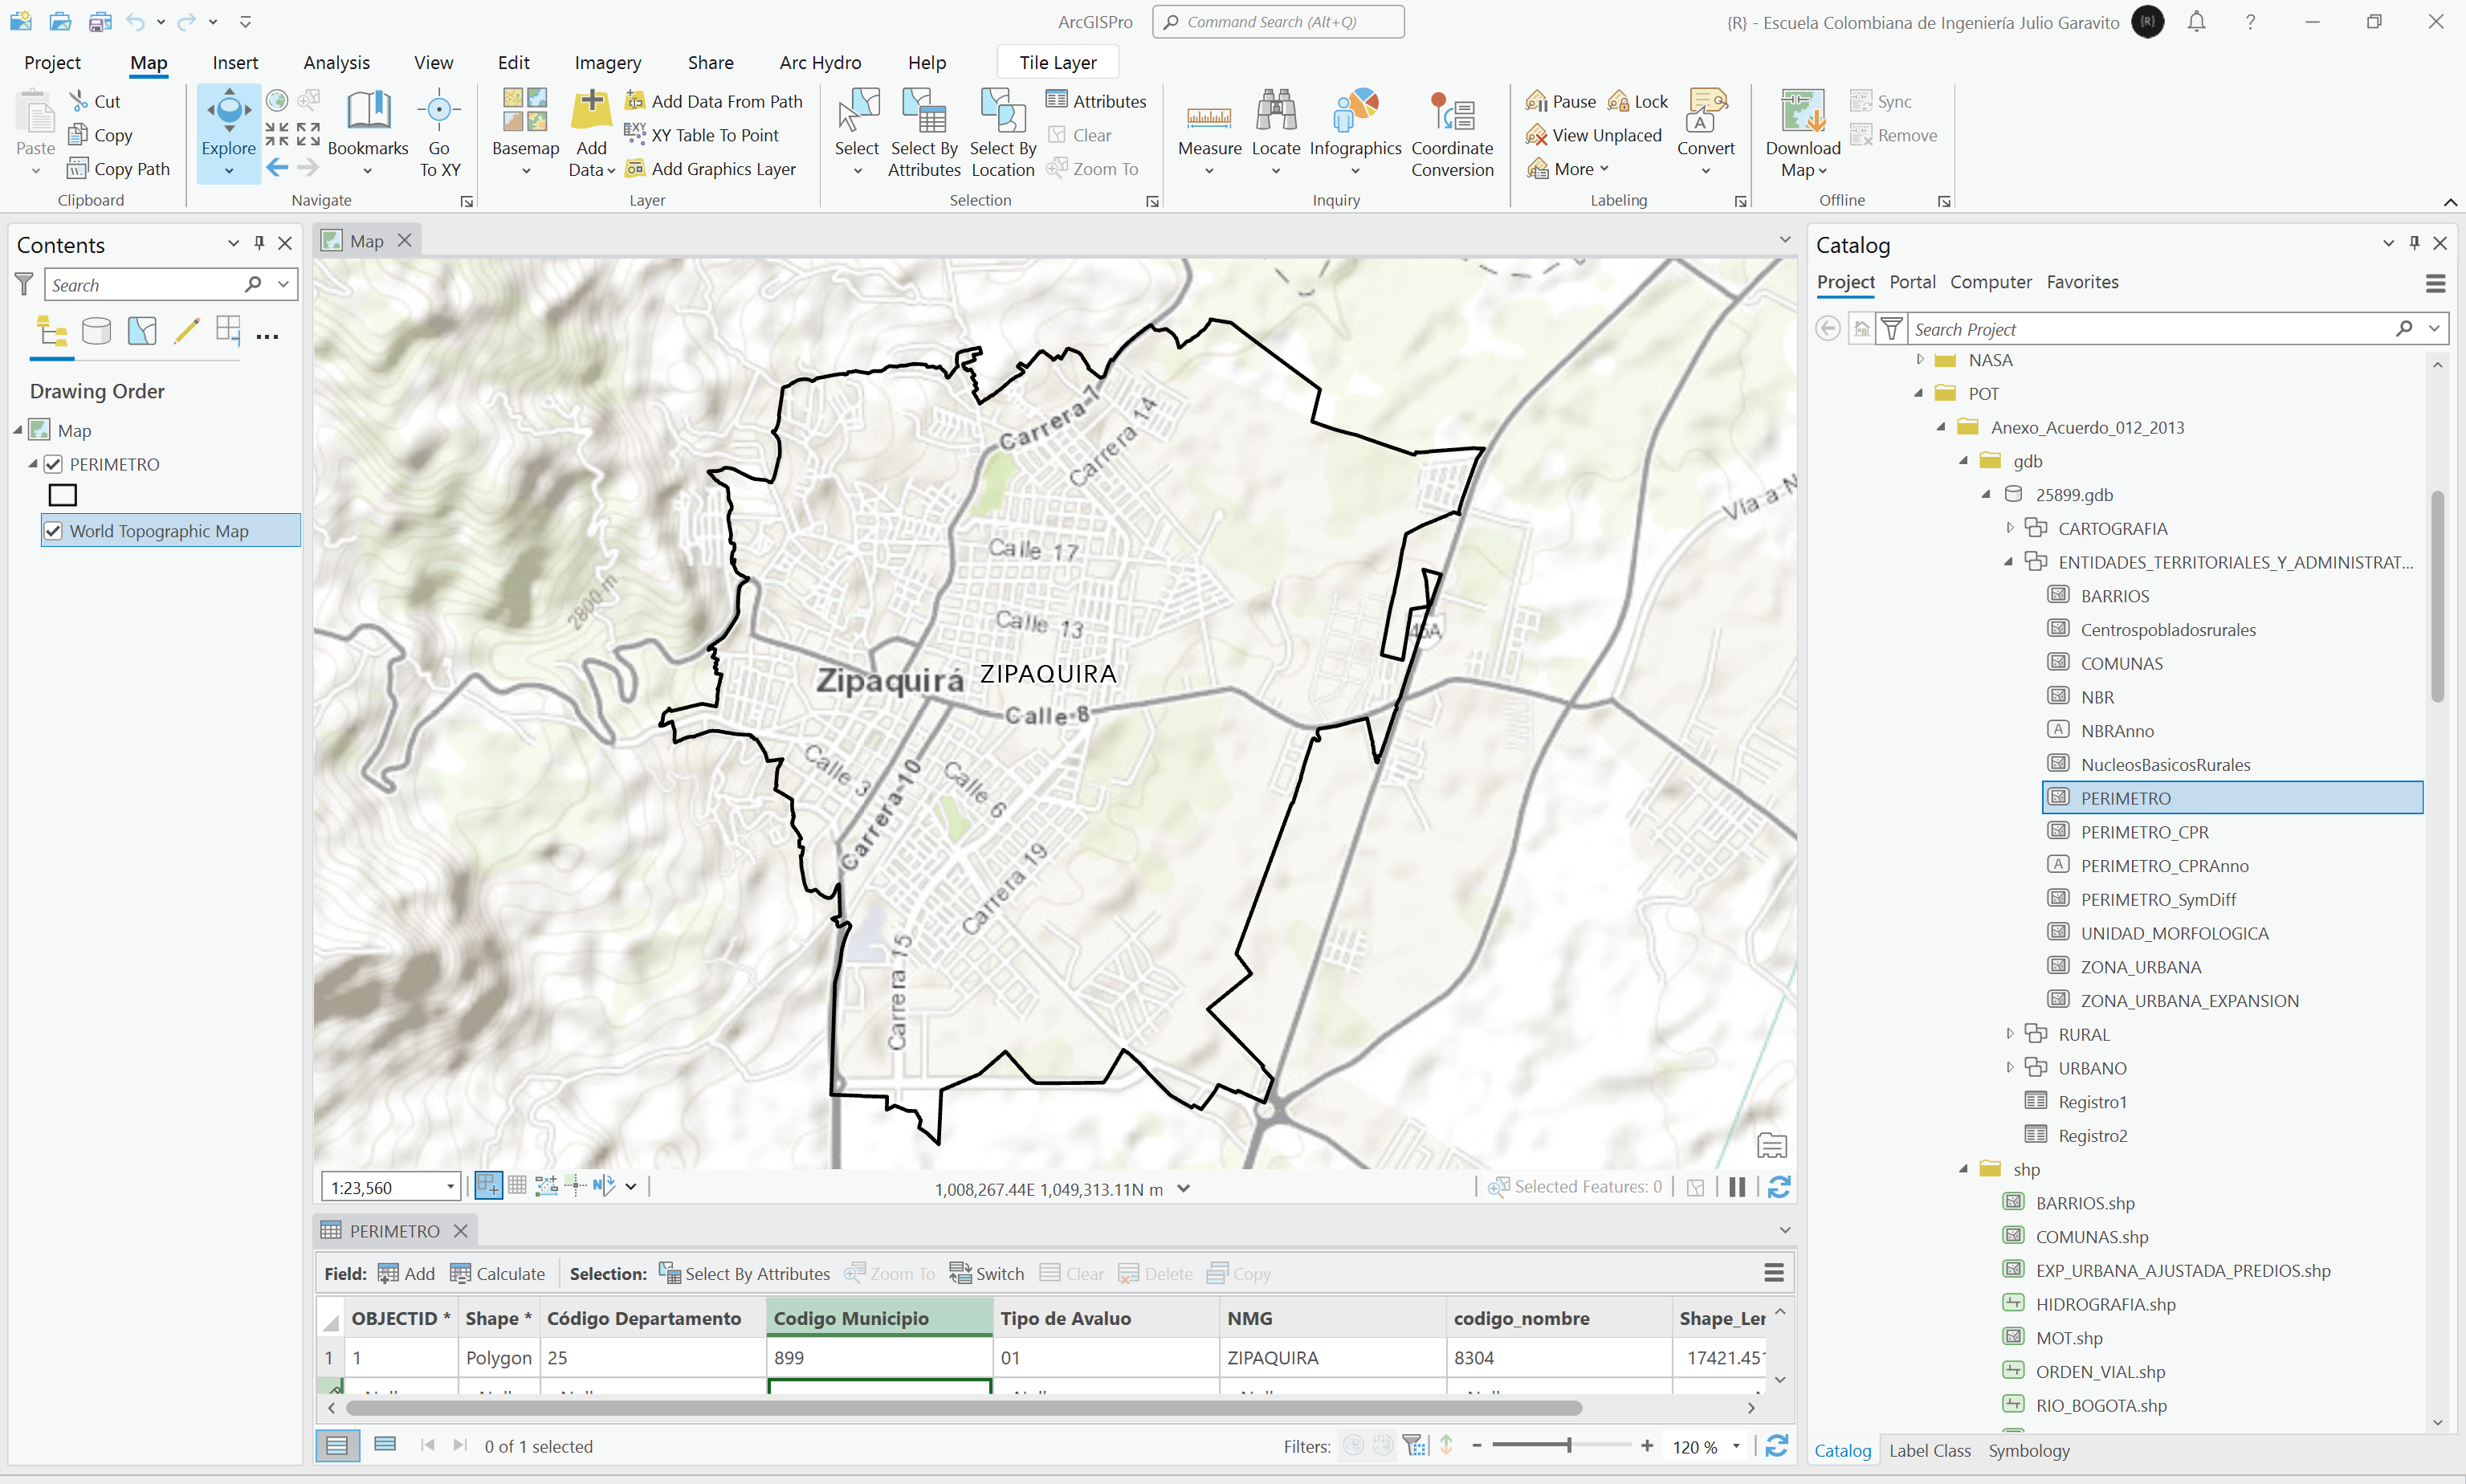 ArcGISPro
Command Search (Alt+Q)
{R} - Escuela Colombiana de Ingeniería Julio Garavito
{R}
?
Project Map Insert Analysis View Edit Imagery Share Arc Hydro Help Tile Layer
Paste
Cut
Copy
Copy Path
Clipboard
Explore
Bookmarks
Go To XY
Navigate
Basemap
Add Data
Add Data From Path
XY Table To Point
Add Graphics Layer
Layer
Select
Select By Attributes
Select By Location
Attributes
Clear
Zoom To
Selection
Measure
Locate
Infographics
Coordinate Conversion
Inquiry
Pause
Lock
View Unplaced
More
Convert
Labeling
Download Map
Sync
Remove
Offline
Contents
Search
Drawing Order
Map
PERIMETRO
World Topographic Map
Map
Carrera 7
Carrera 14
Calle 17
Calle 13
2800 m
Zipaquirá
ZIPAQUIRA
45A
Calle 8
Calle 3
Carrera 10
Calle 6
Carrera 19
Carrera 15
Vía a N
1:23,560
1,008,267.44E 1,049,313.11N m
Selected Features: 0
PERIMETRO
Field: Add Calculate Selection: Select By Attributes Zoom To Switch Clear Delete Copy
OBJECTID * Shape * Código Departamento Codigo Municipio Tipo de Avaluo NMG codigo_nombre Shape_Ler
1 1 Polygon 25 899 01 ZIPAQUIRA 8304 17421.451
0 of 1 selected
Filters:
120 %
Catalog
Project Portal Computer Favorites
Search Project
NASA
POT
Anexo_Acuerdo_012_2013
gdb
25899.gdb
CARTOGRAFIA
ENTIDADES_TERRITORIALES_Y_ADMINISTRAT...
BARRIOS
Centrospobladosrurales
COMUNAS
NBR
NBRAnno
NucleosBasicosRurales
PERIMETRO
PERIMETRO_CPR
PERIMETRO_CPRAnno
PERIMETRO_SymDiff
UNIDAD_MORFOLOGICA
ZONA_URBANA
ZONA_URBANA_EXPANSION
RURAL
URBANO
Registro1
Registro2
shp
BARRIOS.shp
COMUNAS.shp
EXP_URBANA_AJUSTADA_PREDIOS.shp
HIDROGRAFIA.shp
MOT.shp
ORDEN_VIAL.shp
RIO_BOGOTA.shp
Catalog Label Class Symbology